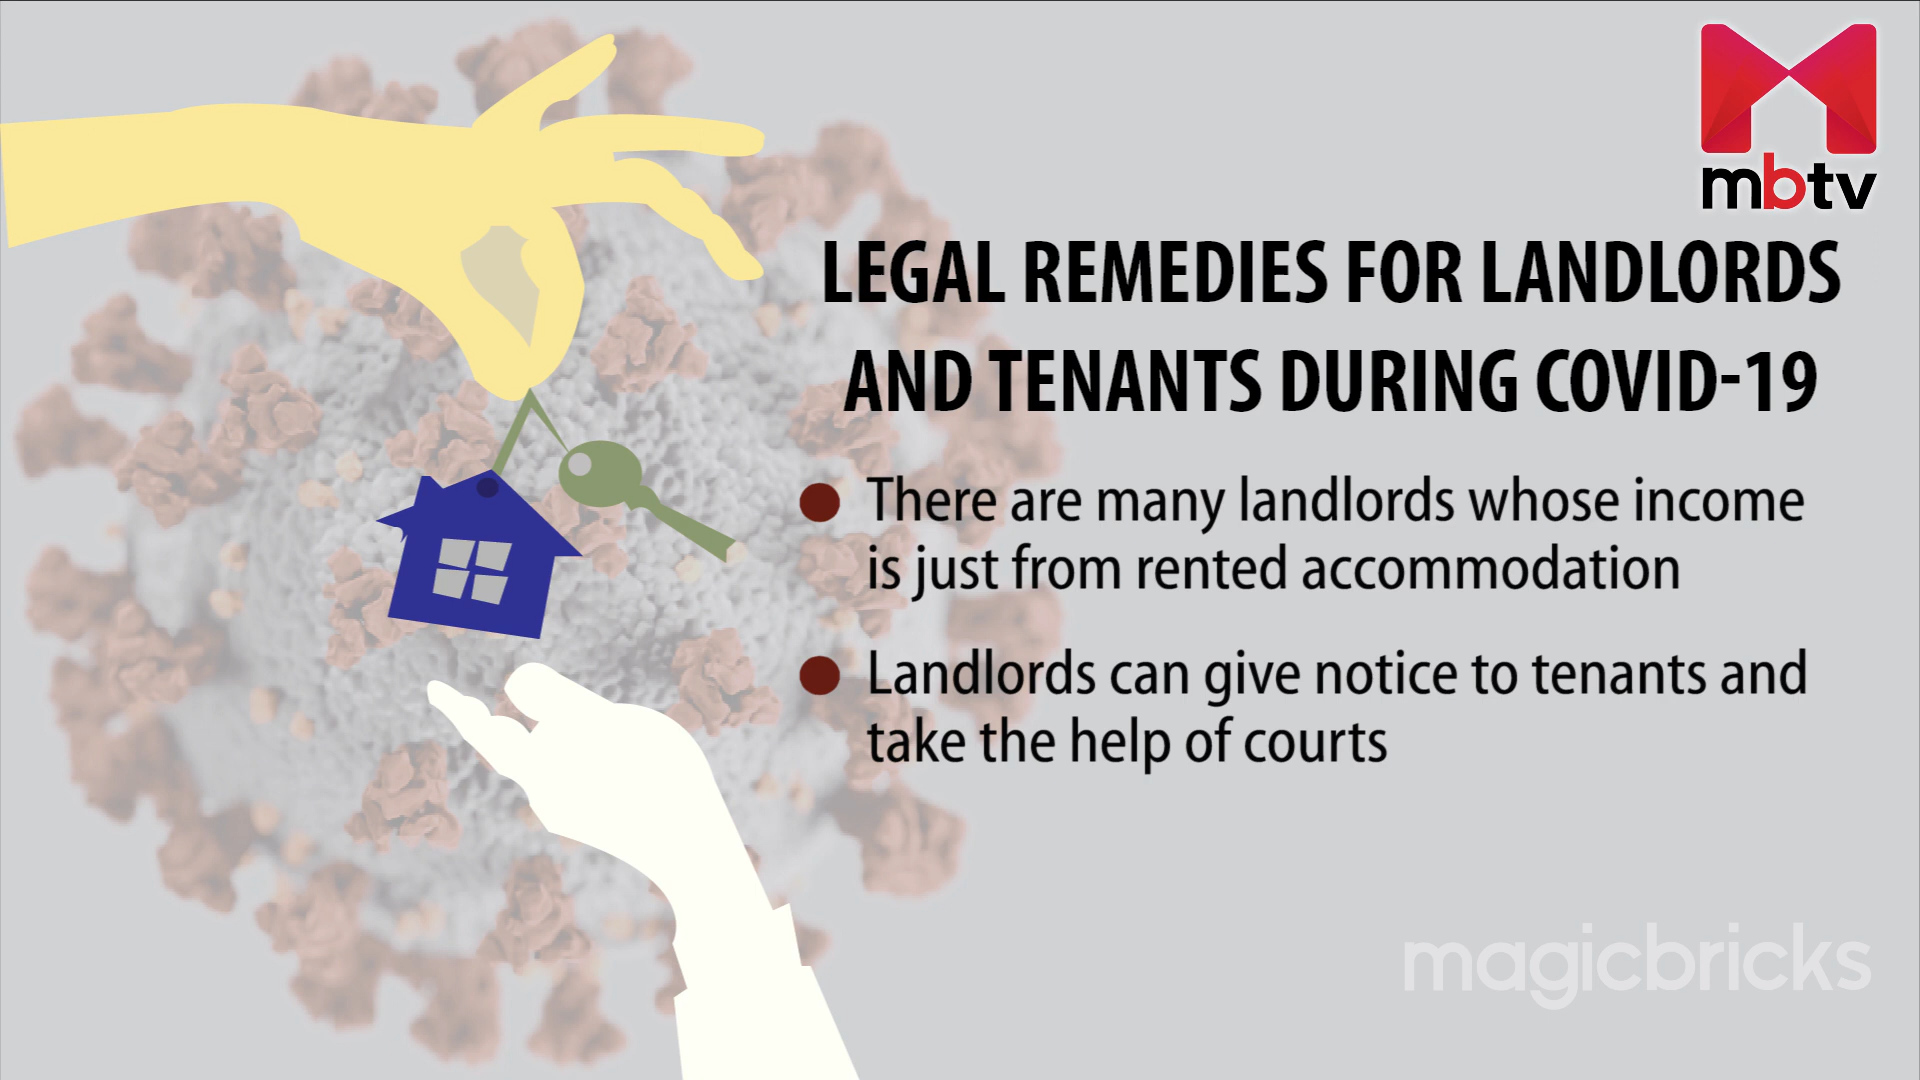 mbtv
LEGAL REMEDIES FOR LANDLORDS
AND TENANTS DURING COVID-19
There are many landlords whose income
is just from rented accommodation
Landlords can give notice to tenants and
take the help of courts
magicbricks